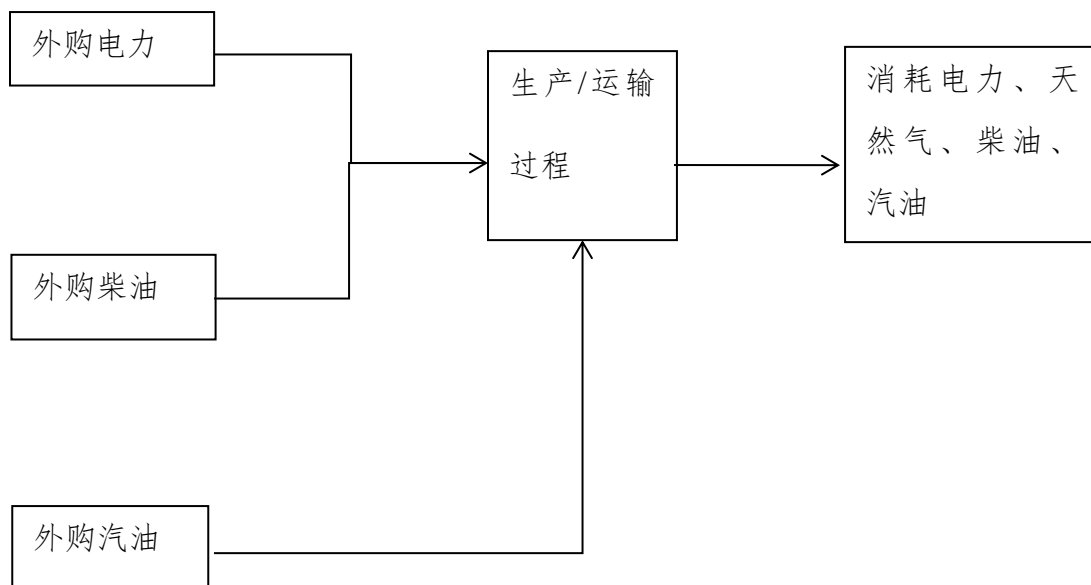 外购电力
生产/运输
过程
消耗电力、天
然气、柴油、
汽油
外购柴油
外购汽油